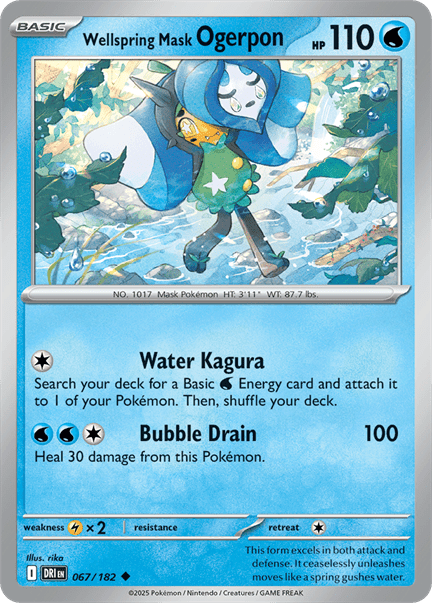 BASIC
Wellspring Mask Ogerpon HP 110
NO. 1017 Mask Pokémon HT: 3'11" WT: 87.7 lbs.
Water Kagura
Search your deck for a Basic Energy card and attach it
to 1 of your Pokémon. Then, shuffle your deck.
Bubble Drain 100
Heal 30 damage from this Pokémon.
weakness ×2 resistance retreat
Illus. rika
I DRI EN 067/182
This form excels in both attack and
defense. It ceaselessly unleashes
moves like a spring gushes water.
©2025 Pokémon / Nintendo / Creatures / GAME FREAK